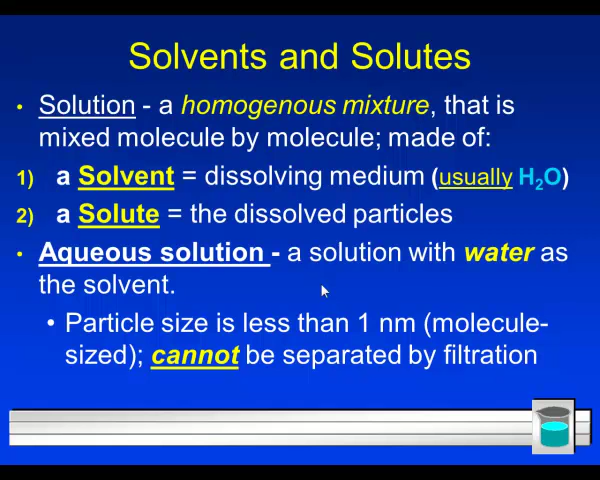 Solvents and Solutes
• Solution - a homogenous mixture, that is
mixed molecule by molecule; made of:
1) a Solvent = dissolving medium (usually H₂O)
2) a Solute = the dissolved particles
• Aqueous solution - a solution with water as
the solvent.
• Particle size is less than 1 nm (molecule-
sized); cannot be separated by filtration